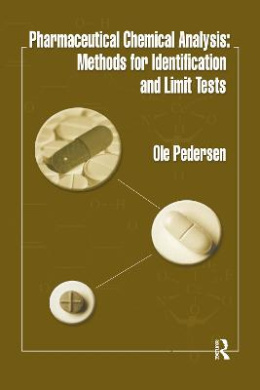 Pharmaceutical Chemical Analysis:
Methods for Identification
and Limit Tests
Ole Pedersen
R